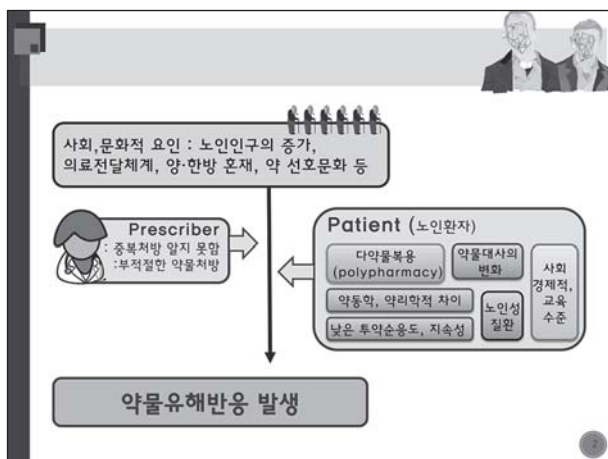 사회,문화적 요인 : 노인인구의 증가,
의료전달체계, 양·한방 혼재, 약 선호문화 등
Prescriber
: 중복처방 알지 못함
:부적절한 약물처방
Patient (노인환자)
다약물복용
(polypharmacy)
약물대사의
변화
사회
경제적,
교육
수준
약동학, 약리학적 차이
노인성
질환
낮은 투약순응도, 지속성
약물유해반응 발생
2